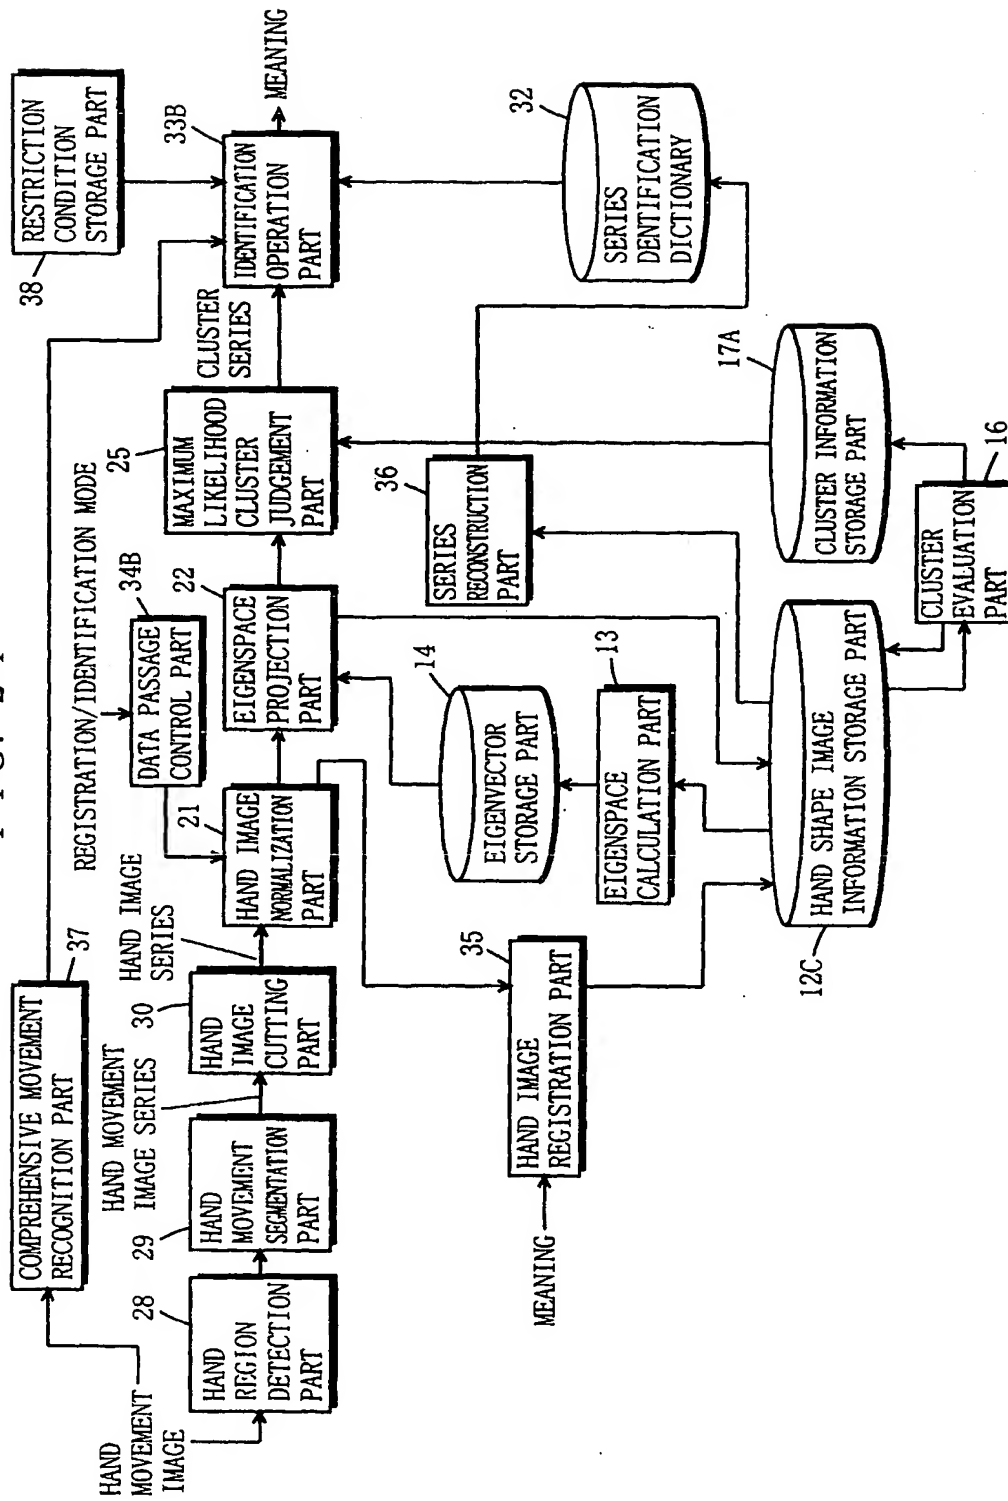 FIG. 24
HAND
MOVEMENT
IMAGE
COMPREHENSIVE MOVEMENT
RECOGNITION PART
37
RESTRICTION
CONDITION
STORAGE PART
38
HAND
REGION
DETECTION
PART
28
HAND
MOVEMENT
SEGMENTATION
PART
29
HAND MOVEMENT
IMAGE SERIES
HAND
IMAGE
CUTTING
PART
30
HAND IMAGE
SERIES
HAND IMAGE
NORMALIZATION
PART
21
REGISTRATION/IDENTIFICATION MODE
DATA PASSAGE
CONTROL PART
34B
EIGENSPACE
PROJECTION
PART
22
MAXIMUM
LIKELIHOOD
CLUSTER
JUDGEMENT
PART
25
CLUSTER
SERIES
IDENTIFICATION
OPERATION
PART
33B
MEANING
MEANING
HAND IMAGE
REGISTRATION PART
35
EIGENVECTOR
STORAGE PART
14
EIGENSPACE
CALCULATION PART
13
SERIES
RECONSTRUCTION
PART
36
SERIES
DENTIFICATION
DICTIONARY
32
HAND SHAPE IMAGE
INFORMATION STORAGE PART
12C
CLUSTER INFORMATION
STORAGE PART
17A
CLUSTER
EVALUATION
PART
16